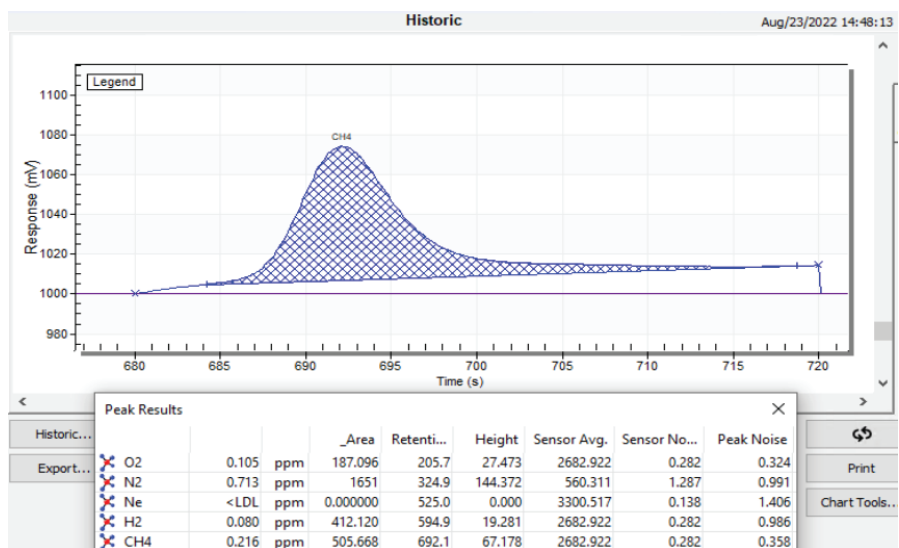 Historic
Aug/23/2022 14:48:13
Legend
CH4
Response (mV)
1100
1080
1060
1040
1020
1000
980
680 685 690 695 700 705 710 715 720
Time (s)
Historic...
Export...
Print
Chart Tools...
Peak Results
_Area Retenti... Height Sensor Avg. Sensor No... Peak Noise
O2 0.105 ppm 187.096 205.7 27.473 2682.922 0.282 0.324
N2 0.713 ppm 1651 324.9 144.372 560.311 1.287 0.991
Ne <LDL ppm 0.000000 525.0 0.000 3300.517 0.138 1.406
H2 0.080 ppm 412.120 594.9 19.281 2682.922 0.282 0.986
CH4 0.216 ppm 505.668 692.1 67.178 2682.922 0.282 0.358